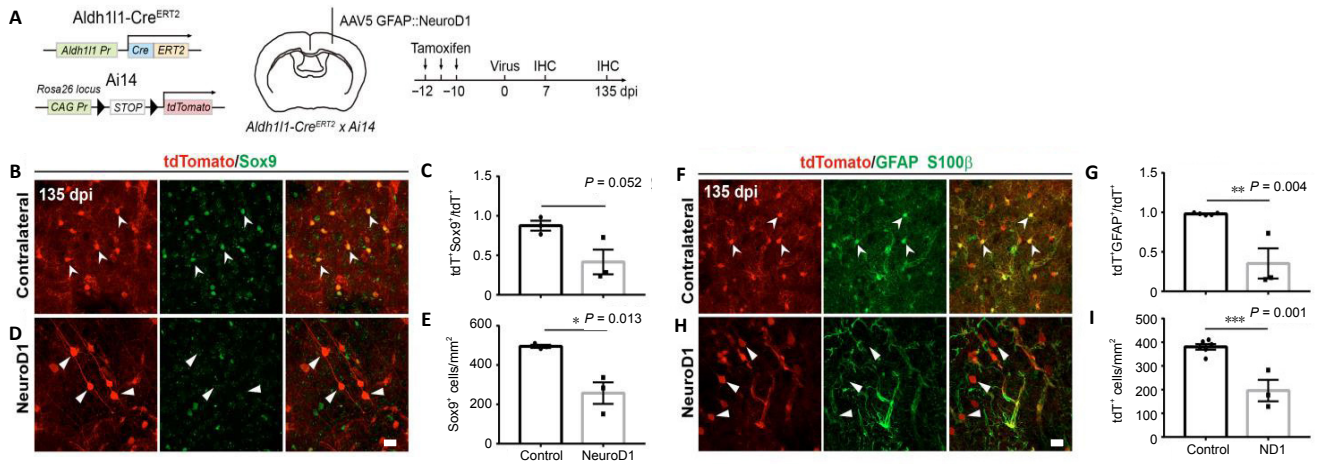 A
Aldh1l1-CreERT2
Aldh1l1 Pr
Cre
ERT2
Ai14
Rosa26 locus
CAG Pr
STOP
tdTomato
AAV5 GFAP::NeuroD1
Aldh1l1-CreERT2 x Ai14
Tamoxifen
Virus
IHC
IHC
−12
−10
0
7
135 dpi
tdTomato/Sox9
B
135 dpi
Contralateral
C
P = 0.052
tdT+Sox9+/tdT+
1.5
1.0
0.5
0
D
NeuroD1
E
* P = 0.013
Sox9+ cells/mm2
600
400
200
0
Control
NeuroD1
tdTomato/GFAP S100β
F
135 dpi
Contralateral
G
** P = 0.004
tdT+GFAP+/tdT+
1.5
1.0
0.5
0
H
NeuroD1
I
*** P = 0.001
tdT+ cells/mm2
500
400
300
200
100
0
Control
ND1